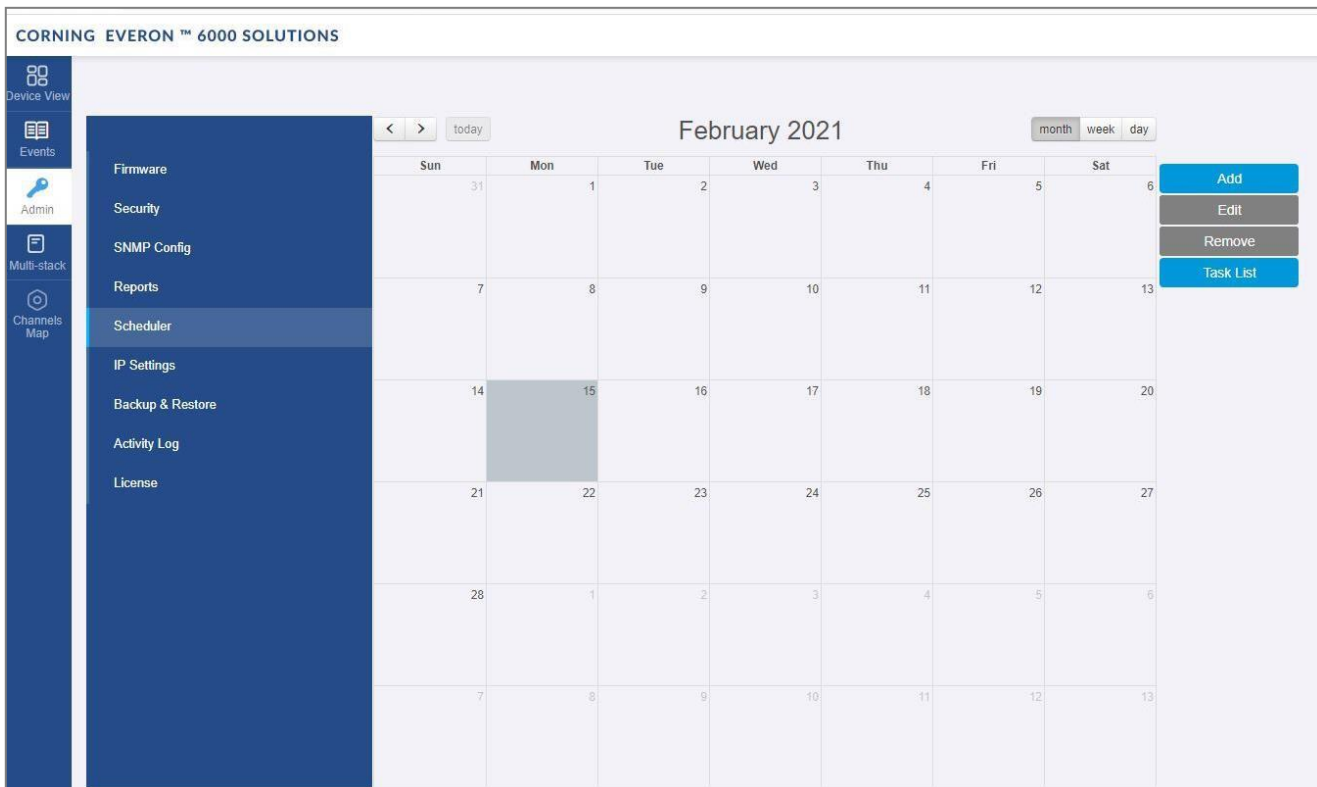 CORNING EVERON ™ 6000 SOLUTIONS
Device View
Events
Admin
Multi-stack
Channels
Map
Firmware
Security
SNMP Config
Reports
Scheduler
IP Settings
Backup & Restore
Activity Log
License
< > today February 2021 month week day
Sun Mon Tue Wed Thu Fri Sat
31 1 2 3 4 5 6
7 8 9 10 11 12 13
14 15 16 17 18 19 20
21 22 23 24 25 26 27
28 1 2 3 4 5 6
7 8 9 10 11 12 13
Add
Edit
Remove
Task List